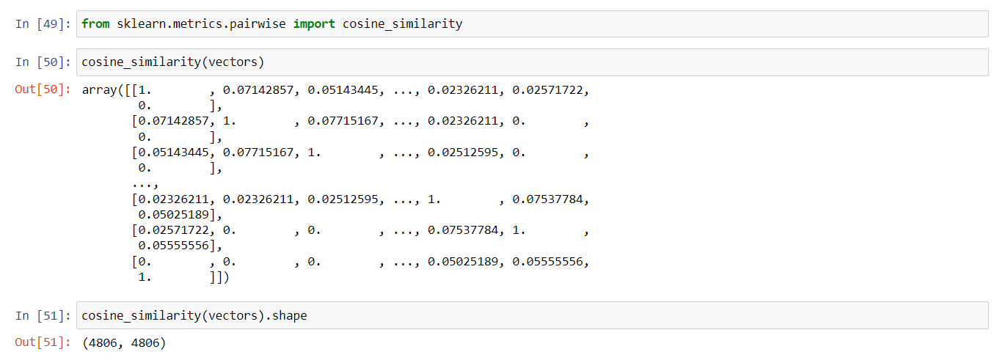 In [49]: from sklearn.metrics.pairwise import cosine_similarity
In [50]: cosine_similarity(vectors)
Out[50]: array([[1.        , 0.07142857, 0.05143445, ..., 0.02326211, 0.02571722,
        0.        ],
       [0.07142857, 1.        , 0.07715167, ..., 0.02326211, 0.        ,
        0.        ],
       [0.05143445, 0.07715167, 1.        , ..., 0.02512595, 0.        ,
        0.        ],
       ...,
       [0.02326211, 0.02326211, 0.02512595, ..., 1.        , 0.07537784,
        0.05025189],
       [0.02571722, 0.        , 0.        , ..., 0.07537784, 1.        ,
        0.05555556],
       [0.        , 0.        , 0.        , ..., 0.05025189, 0.05555556,
        1.        ]])
In [51]: cosine_similarity(vectors).shape
Out[51]: (4806, 4806)